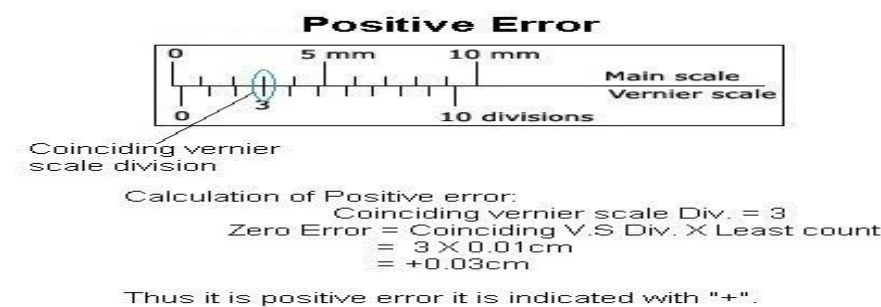 Positive Error
0 5 mm 10 mm
Main scale
Vernier scale
0 3 10 divisions
Coinciding vernier
scale division
Calculation of Positive error:
Coinciding vernier scale Div. = 3
Zero Error = Coinciding V.S Div. X Least count
= 3 X 0.01cm
= +0.03cm
Thus it is positive error it is indicated with "+".